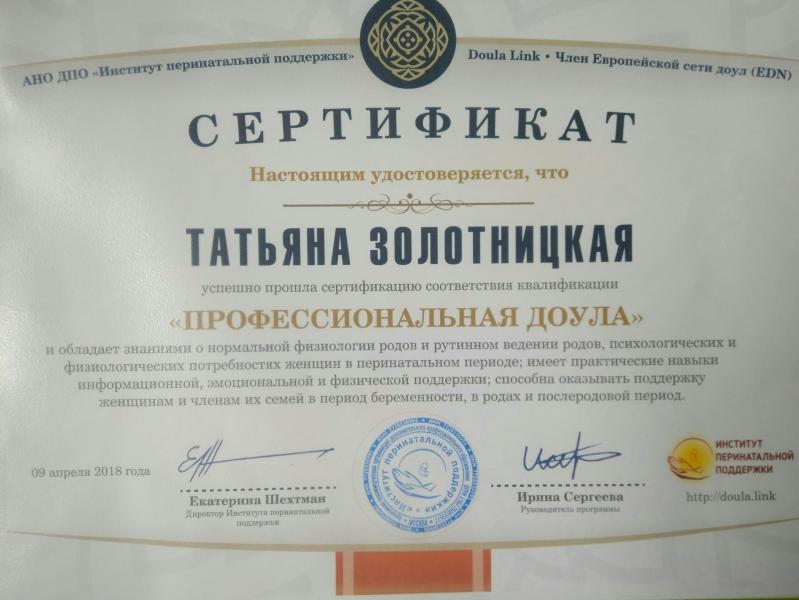 АНО ДПО «Институт перинатальной поддержки»
Doula Link • Член Европейской сети доул (EDN)
СЕРТИФИКАТ
Настоящим удостоверяется, что
ТАТЬЯНА ЗОЛОТНИЦКАЯ
успешно прошла сертификацию соответствия квалификации
«ПРОФЕССИОНАЛЬНАЯ ДОУЛА»
и обладает знаниями о нормальной физиологии родов и рутинном ведении родов, психологических и
физиологических потребностях женщин в перинатальном периоде; имеет практические навыки
информационной, эмоциональной и физической поддержки; способна оказывать поддержку
женщинам и членам их семей в период беременности, в родах и послеродовой период.
09 апреля 2018 года
Екатерина Шехтман
Директор Института перинатальной
поддержки
«Институт перинатальной поддержки»
Ирина Сергеева
Руководитель программы
ИНСТИТУТ
ПЕРИНАТАЛЬНОЙ
ПОДДЕРЖКИ
http://doula.link